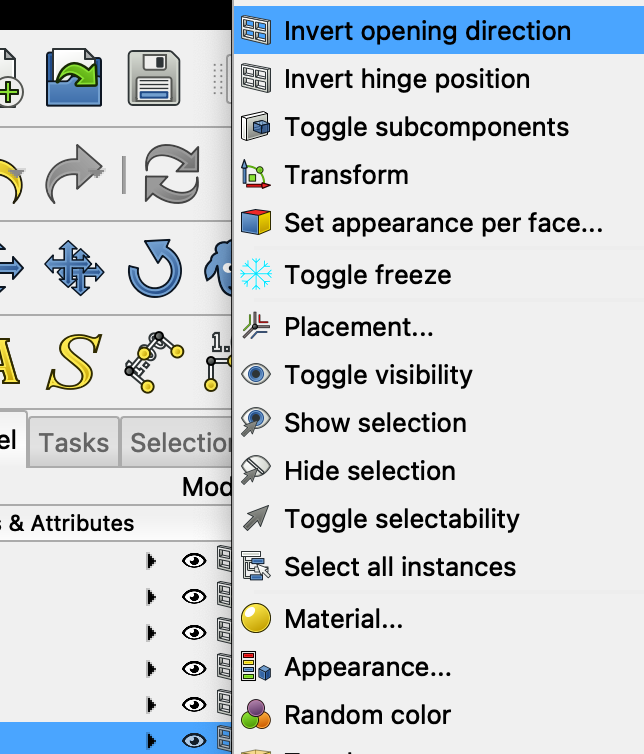 Invert opening direction
Invert hinge position
Toggle subcomponents
Transform
Set appearance per face...
Toggle freeze
Placement...
Toggle visibility
Show selection
Hide selection
Toggle selectability
Select all instances
Material...
Appearance...
Random color
A
S
1.
el
Tasks
Selection
Mod
s & Attributes